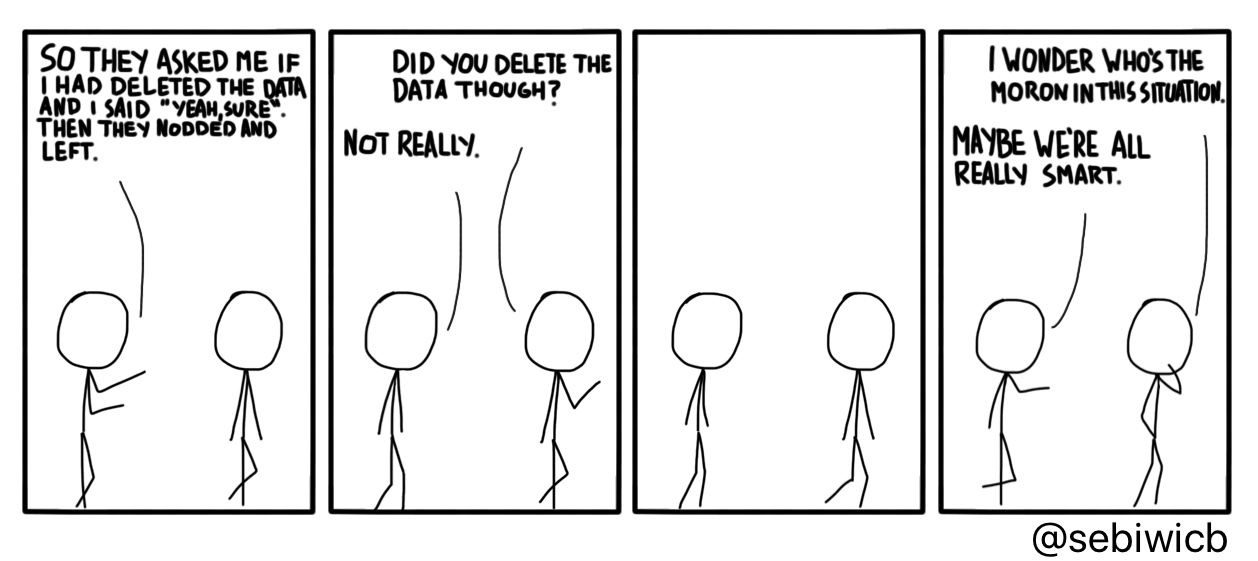 SO THEY ASKED ME IF
I HAD DELETED THE DATA
AND I SAID "YEAH, SURE".
THEN THEY NODDED AND
LEFT.
DID YOU DELETE THE
DATA THOUGH?
NOT REALLY.
I WONDER WHO'S THE
MORON IN THIS SITUATION.
MAYBE WE'RE ALL
REALLY SMART.
@sebiwicb